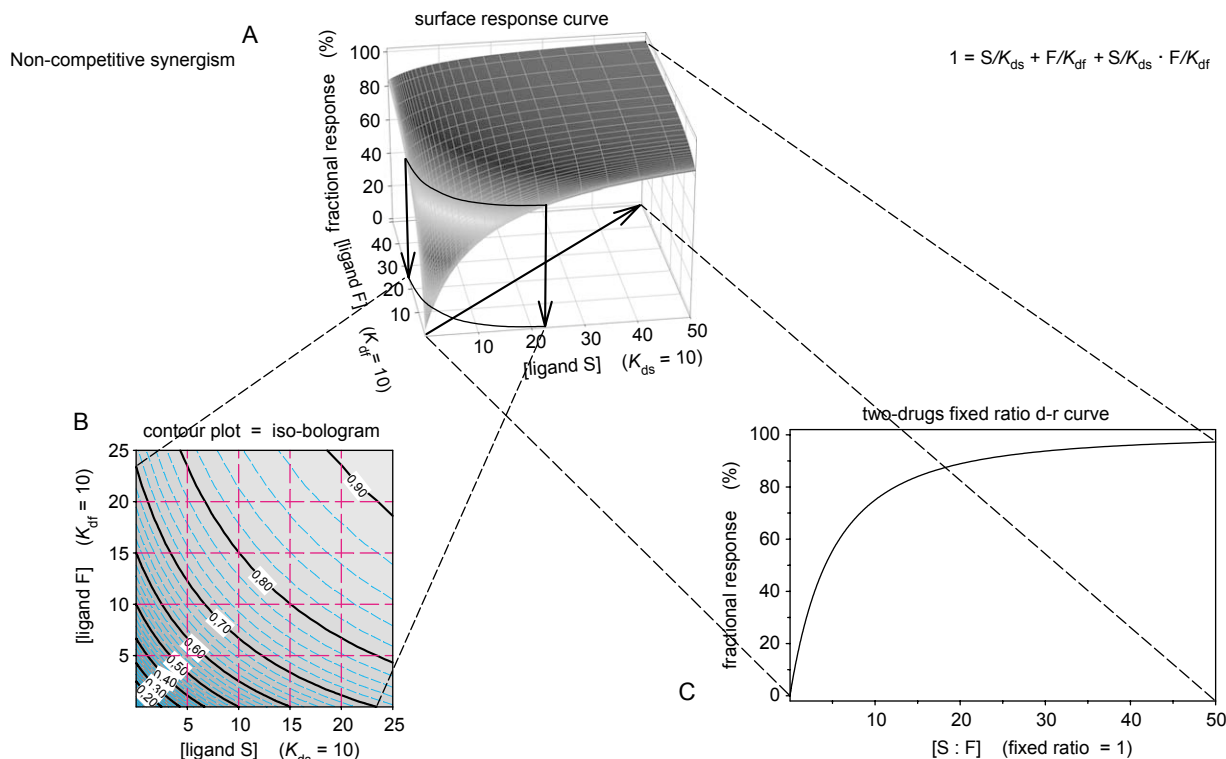 Non-competitive synergism
A
surface response curve
1 = S/Kds + F/Kdf + S/Kds · F/Kdf
fractional response (%)
100
80
60
40
20
0
[ligand F] (Kdf = 10)
40
30
20
10
10
20
30
40
50
[ligand S] (Kds = 10)
B
contour plot = iso-bologram
[ligand F] (Kdf = 10)
25
20
15
10
5
0,90
0,80
0,70
0,60
0,50
0,40
0,30
0,20
5
10
15
20
25
[ligand S] (Kds = 10)
two-drugs fixed ratio d-r curve
fractional response (%)
100
80
60
40
20
0
C
10
20
30
40
50
[S : F] (fixed ratio = 1)